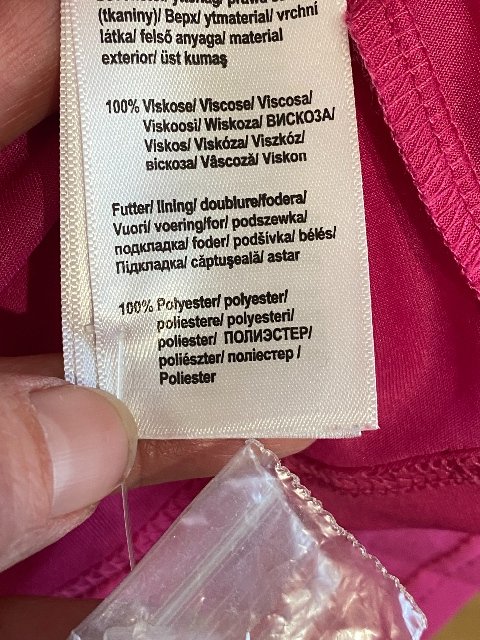 (tkaniny)/ Верх/ ytmaterial/ vrchní
látka/ felső anyaga/ material
exterior/ üst kumaş
100% Viskose/ Viscose/ Viscosa/
Viskoosi/ Wiskoza/ ВИСКОЗА/
Viskos/ Viskóza/ Viszkóz/
віскоза/ Vâscoză/ Viskon
Futter/ lining/ doublure/fodera/
Vuori/ voering/for/ podszewka/
подкладка/ foder/ podšívka/ bélés/
Підкладка/ căptușeală/ astar
100% Polyester/ polyester/
poliestere/ polyesteri/
poliester/ ПОЛИЭСТЕР/
poliészter/ поліестер /
Poliester